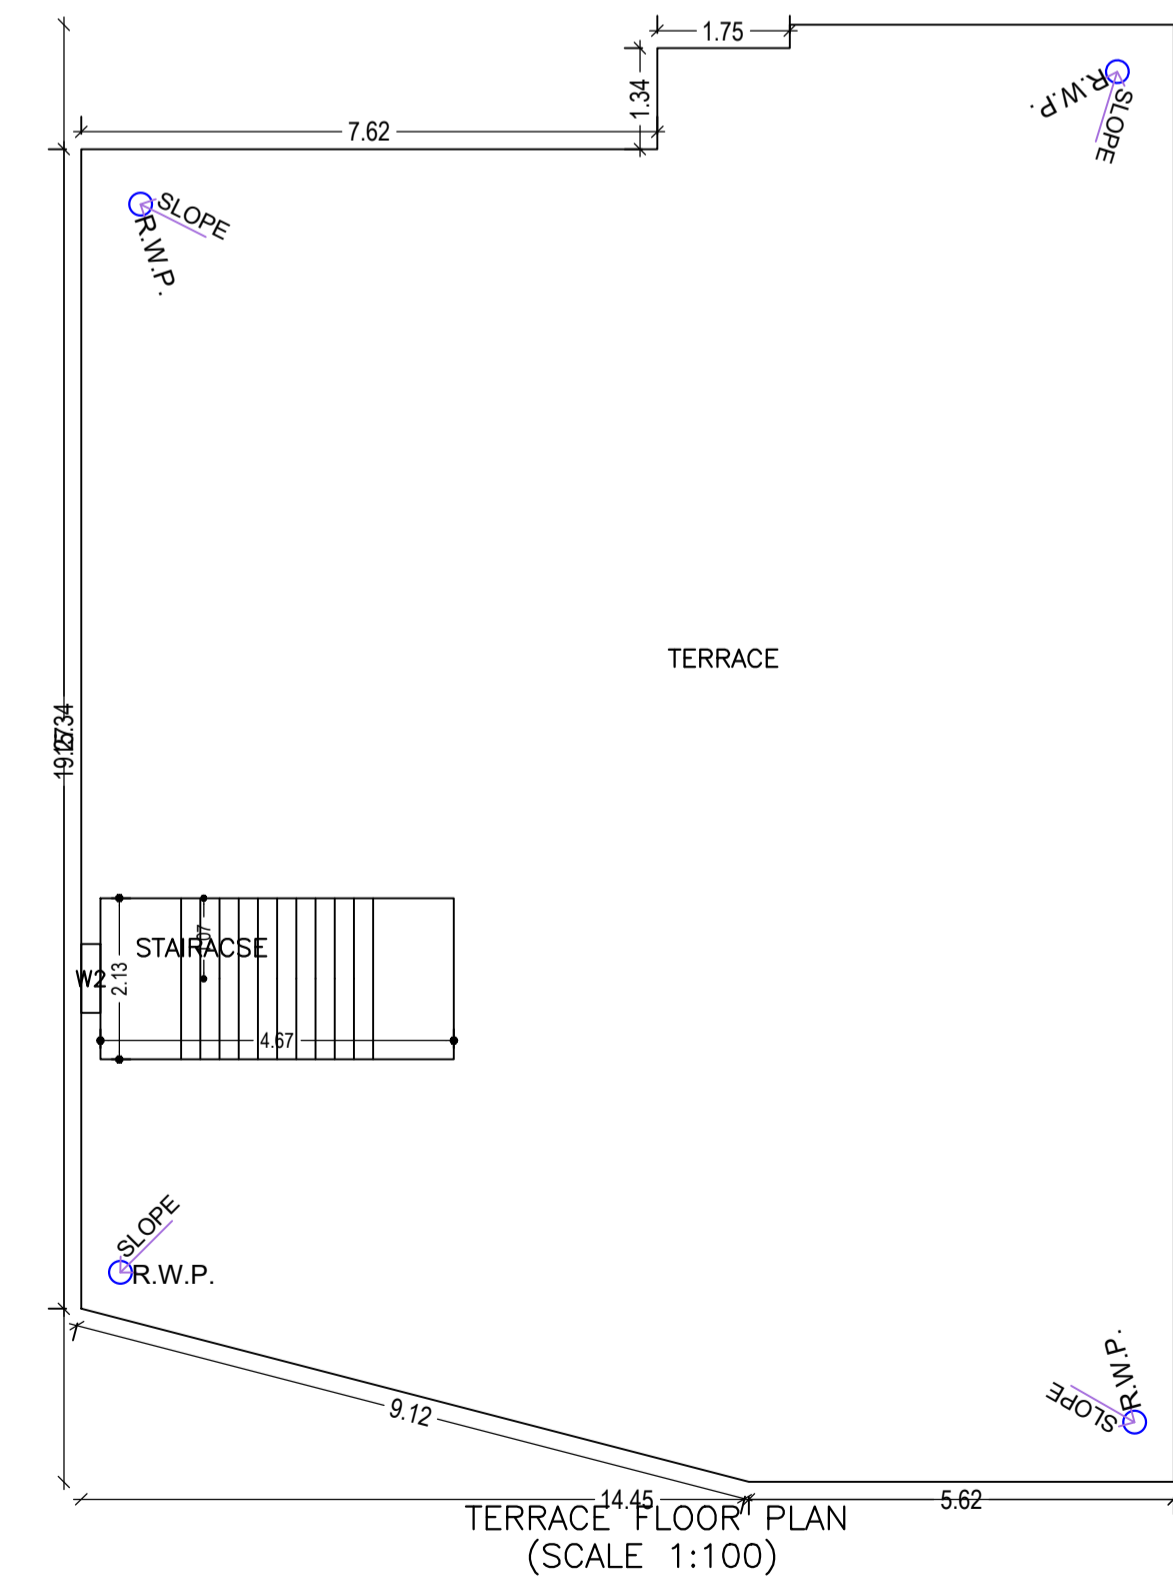 1.75
1.34
7.62
R.W.P.
SLOPE
SLOPE
R.W.P.
TERRACE
STAIRACSE
W2
2.13
4.67
SLOPE
R.W.P.
R.W.P.
SLOPE
9.12
14.45
5.62
TERRACE FLOOR PLAN
(SCALE 1:100)